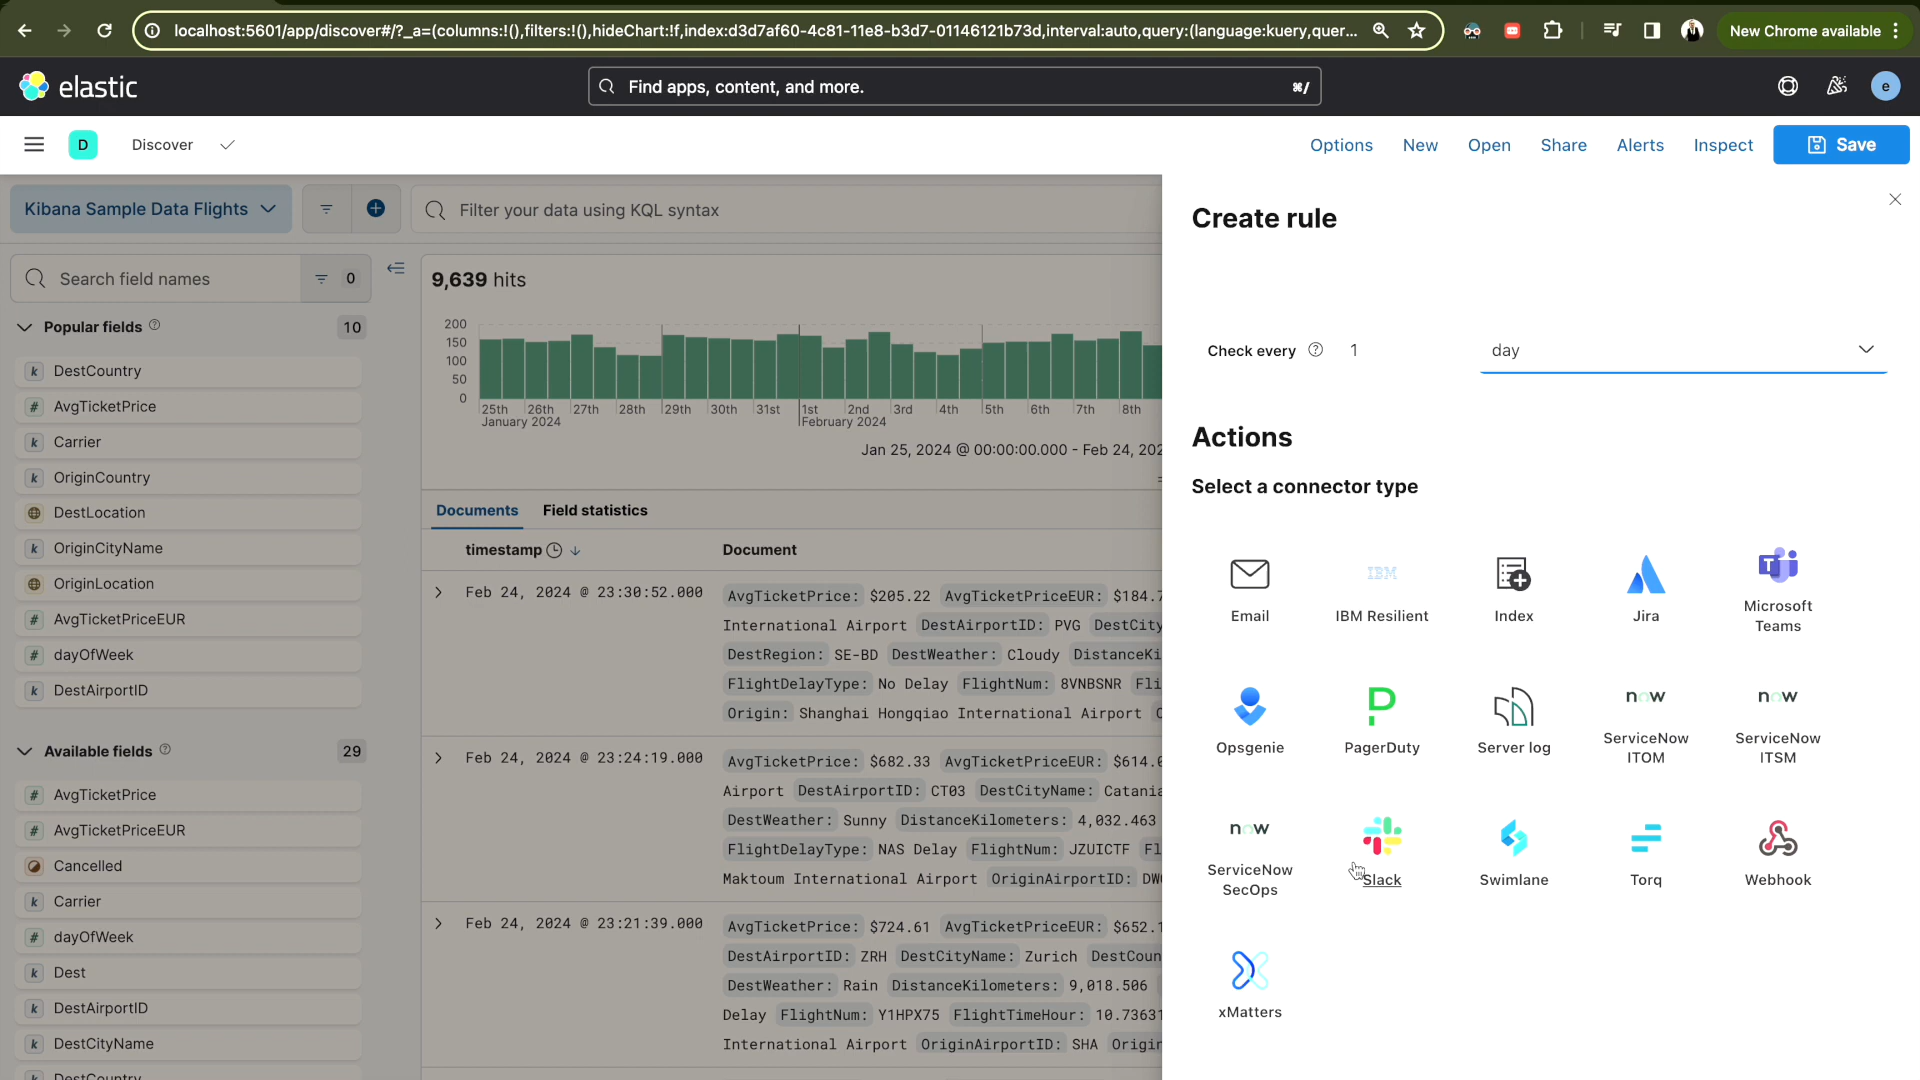 localhost:5601/app/discover#/?_a=(columns:!(),filters:!(),hideChart:!f,index:d3d7af60-4c81-11e8-b3d7-01146121b73d,interval:auto,query:(language:kuery,quer...
New Chrome available
elastic
Find apps, content, and more.
⌘/
e
D
Discover
Options
New
Open
Share
Alerts
Inspect
Save
Kibana Sample Data Flights
Filter your data using KQL syntax
Search field names
0
Popular fields
10
k DestCountry
# AvgTicketPrice
k Carrier
k OriginCountry
DestLocation
k OriginCityName
OriginLocation
# AvgTicketPriceEUR
# dayOfWeek
k DestAirportID
Available fields
29
# AvgTicketPrice
# AvgTicketPriceEUR
Cancelled
k Carrier
# dayOfWeek
k Dest
k DestAirportID
k DestCityName
DestCountry
9,639 hits
200
150
100
50
0
25th 26th 27th 28th 29th 30th 31st 1st 2nd 3rd 4th 5th 6th 7th 8th
January 2024 February 2024
Jan 25, 2024 @ 00:00:00.000 - Feb 24, 202
Documents
Field statistics
timestamp
Document
Feb 24, 2024 @ 23:30:52.000
AvgTicketPrice: $205.22 AvgTicketPriceEUR: $184.7
International Airport DestAirportID: PVG DestCity
DestRegion: SE-BD DestWeather: Cloudy DistanceKi
FlightDelayType: No Delay FlightNum: 8VNBSNR Fli
Origin: Shanghai Hongqiao International Airport
Feb 24, 2024 @ 23:24:19.000
AvgTicketPrice: $682.33 AvgTicketPriceEUR: $614.0
Airport DestAirportID: CT03 DestCityName: Catania
DestWeather: Sunny DistanceKilometers: 4,032.463
FlightDelayType: NAS Delay FlightNum: JZUICTF Fl
Maktoum International Airport OriginAirportID: DW
Feb 24, 2024 @ 23:21:39.000
AvgTicketPrice: $724.61 AvgTicketPriceEUR: $652.1
DestAirportID: ZRH DestCityName: Zurich DestCoun
DestWeather: Rain DistanceKilometers: 9,018.506
Delay FlightNum: Y1HPX75 FlightTimeHour: 10.73631
International Airport OriginAirportID: SHA Origin
Create rule
Check every
1
day
Actions
Select a connector type
IBM
T
Email
IBM Resilient
Index
Jira
Microsoft
Teams
now
now
Opsgenie
PagerDuty
Server log
ServiceNow
ITOM
ServiceNow
ITSM
now
ServiceNow
SecOps
Slack
Swimlane
Torq
Webhook
xMatters